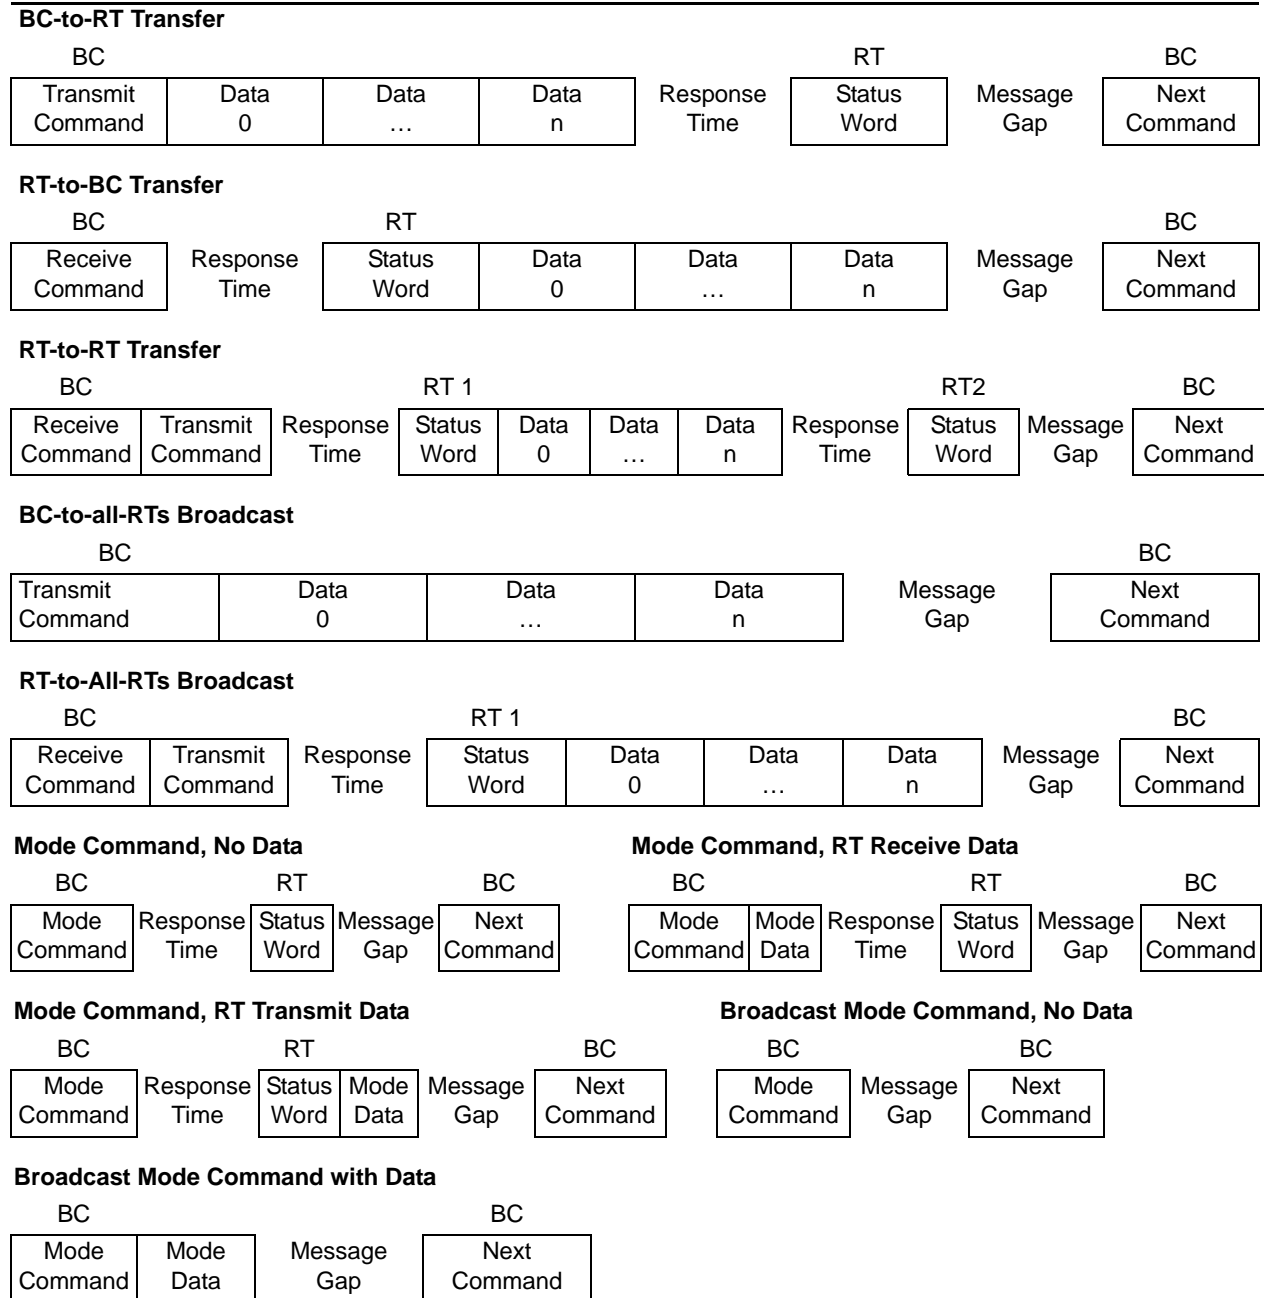 BC-to-RT Transfer
BC RT BC
Transmit Data Data Data Response Status Message Next
Command 0 … n Time Word Gap Command
RT-to-BC Transfer
BC RT BC
Receive Response Status Data Data Data Message Next
Command Time Word 0 … n Gap Command
RT-to-RT Transfer
BC RT 1 RT2 BC
Receive Transmit Response Status Data Data Data Response Status Message Next
Command Command Time Word 0 … n Time Word Gap Command
BC-to-all-RTs Broadcast
BC BC
Transmit Data Data Data Message Next
Command 0 … n Gap Command
RT-to-All-RTs Broadcast
BC RT 1 BC
Receive Transmit Response Status Data Data Data Message Next
Command Command Time Word 0 … n Gap Command
Mode Command, No Data Mode Command, RT Receive Data
BC RT BC BC RT BC
Mode Response Status Message Next Mode Mode Response Status Message Next
Command Time Word Gap Command Command Data Time Word Gap Command
Mode Command, RT Transmit Data Broadcast Mode Command, No Data
BC RT BC BC BC
Mode Response Status Mode Message Next Mode Message Next
Command Time Word Data Gap Command Command Gap Command
Broadcast Mode Command with Data
BC BC
Mode Mode Message Next
Command Data Gap Command